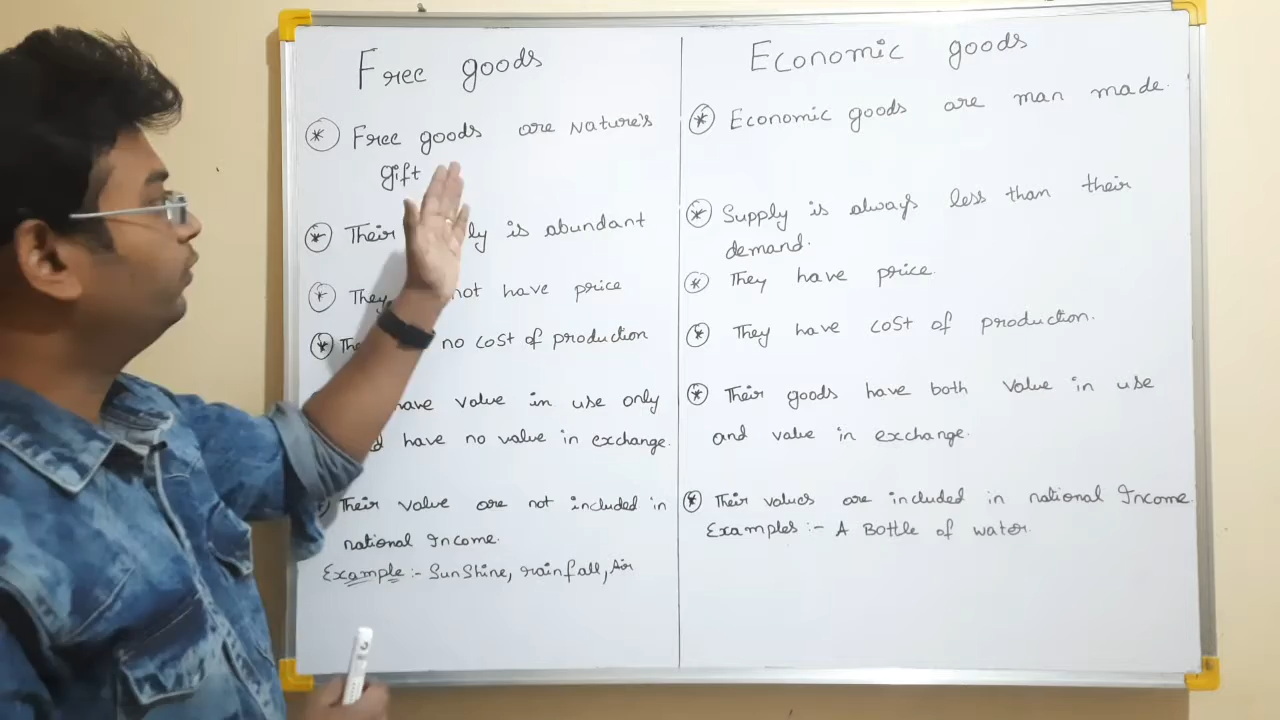 Free goods
* Free goods are Nature's
gift
* Their is abundant
* They not have price
* no cost of production
have value in use only
have no value in exchange.
* Their value are not included in
national Income.
Example :- Sunshine, rainfall, Air
Economic goods
* Economic goods are man made.
* Supply is always less than their
demand.
* They have price.
* They have cost of production.
* Their goods have both value in use
and value in exchange.
* Their values are included in national Income.
Examples :- A Bottle of water.